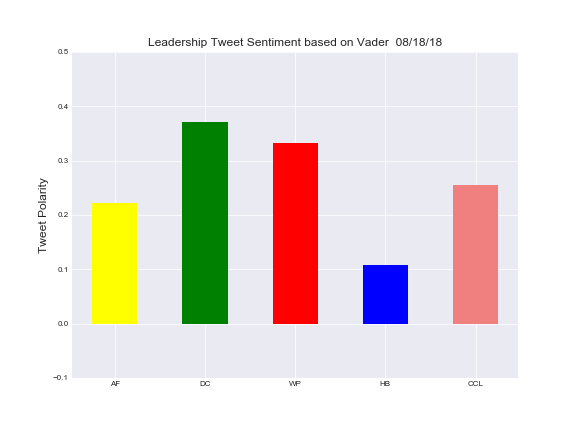 Leadership Tweet Sentiment based on Vader  08/18/18
0.5
0.4
0.3
0.2
0.1
0.0
−0.1
Tweet Polarity
AF DC WP HB CCL